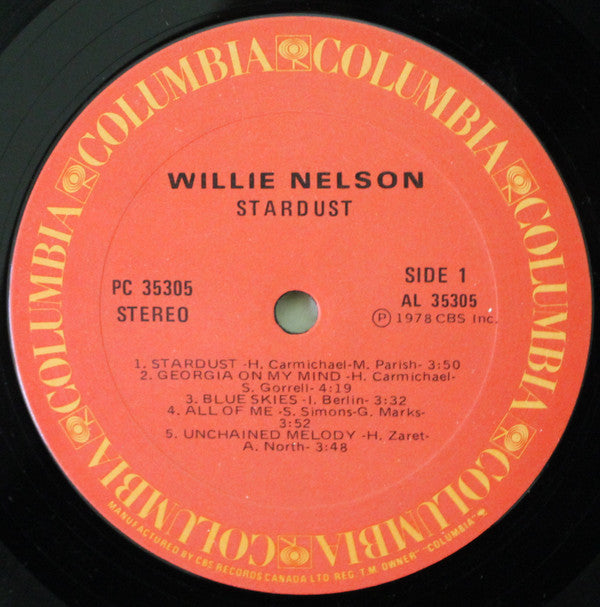 COLUMBIA COLUMBIA COLUMBIA COLUMBIA COLUMBIA COLUMBIA
WILLIE NELSON
STARDUST
PC 35305
STEREO
SIDE 1
AL 35305
Ⓟ 1978 CBS Inc.
1. STARDUST -H. Carmichael-M. Parish- 3:50
2. GEORGIA ON MY MIND -H. Carmichael-
S. Gorrell- 4:19
3. BLUE SKIES -I. Berlin- 3:32
4. ALL OF ME -S. Simons-G. Marks-
3:52
5. UNCHAINED MELODY -H. Zaret-
A. North- 3:48
MANUFACTURED BY CBS RECORDS CANADA LTD REG. T.M. OWNER "COLUMBIA"